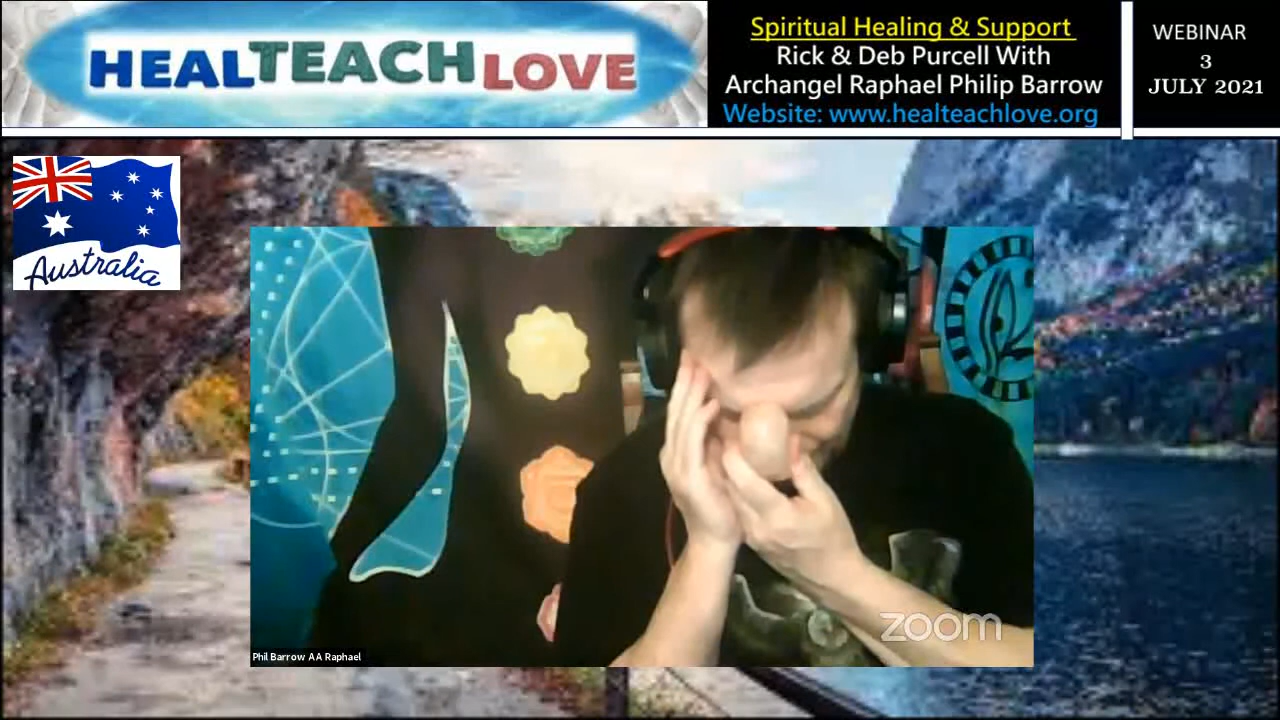 HEALTEACHLOVE
Spiritual Healing & Support
Rick & Deb Purcell With
Archangel Raphael Philip Barrow
Website: www.healteachlove.org
WEBINAR
3
JULY 2021
Australia
zoom
Phil Barrow AA Raphael